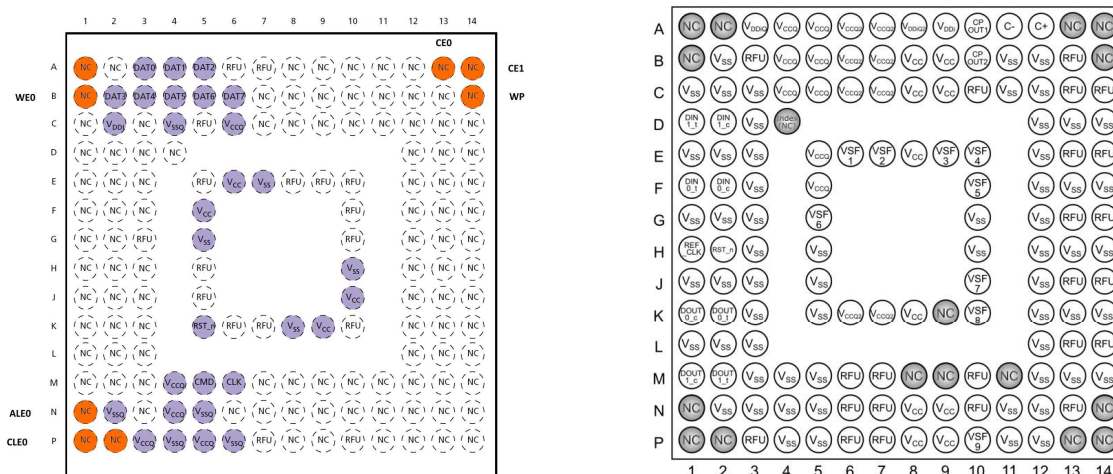 1 2 3 4 5 6 7 8 9 10 11 12 13 14
CE0
A NC NC DAT0 DAT1 DAT2 RFU RFU NC NC NC NC NC NC NC CE1
WE0 B NC DAT3 DAT4 DAT5 DAT6 DAT7 NC NC NC NC NC NC NC NC WP
C NC VDDi NC VSSQ RFU VCCQ NC NC NC NC NC NC NC NC
D NC NC NC NC NC NC NC
E NC NC NC RFU VCC VSS RFU RFU RFU NC NC NC
F NC NC NC VCC RFU NC NC NC
G NC NC RFU VSS RFU NC NC NC
H NC NC NC RFU VSS NC NC NC
J NC NC NC RFU VCC NC NC NC
K NC NC NC RST_n RFU RFU VSS VCC RFU NC NC NC
L NC NC NC NC NC NC
M NC NC NC VCCQ CMD CLK NC NC NC NC NC NC NC NC
ALE0 N NC VSSQ NC VCCQ VSSQ NC NC NC NC NC NC NC NC NC
CLE0 P NC NC VCCQ VSSQ VCCQ VSSQ RFU NC NC RFU NC NC NC NC
A NC NC VDDiQ VCCQ VCCQ VCCQ2 VCCQ2 VDDiQ2 VDDi CP OUT1 C- C+ NC NC
B NC VSS RFU VCCQ VCCQ VCCQ2 VCCQ2 VCC VCC CP OUT2 VSS VSS RFU NC
C VSS VSS VSS VCCQ VCCQ VCCQ2 VCCQ2 VCC VCC RFU VSS VSS RFU RFU
D DIN 1_t DIN 1_c VSS Index (NC) VSS VSS VSS
E VSS VSS VSS VCCQ VSF 1 VSF 2 VCC VSF 3 VSF 4 VSS RFU RFU
F DIN 0_t DIN 0_c VSS VCCQ VSF 5 VSS RFU RFU
G VSS VSS VSS VSF 6 VSS VSS VSS VSS
H REF _CLK RST_n VSS VSS VSS VSS RFU RFU
J VSS VSS VSS VSS VSF 7 VSS RFU RFU
K DOUT 0_c DOUT 0_t VSS VSS VCCQ2 VCCQ2 VCC NC VSF 8 VSS VSS VSS
L VSS VSS VSS VSS RFU RFU
M DOUT 1_c DOUT 1_t VSS VSS VSS RFU RFU NC NC RFU NC VSS RFU RFU
N NC VSS VSS VSS VSS RFU RFU VCC VCC RFU VSS VSS VSS NC
P NC NC RFU VSS VSS RFU RFU VCC VCC VSF 9 VSS VSS NC NC
1 2 3 4 5 6 7 8 9 10 11 12 13 14